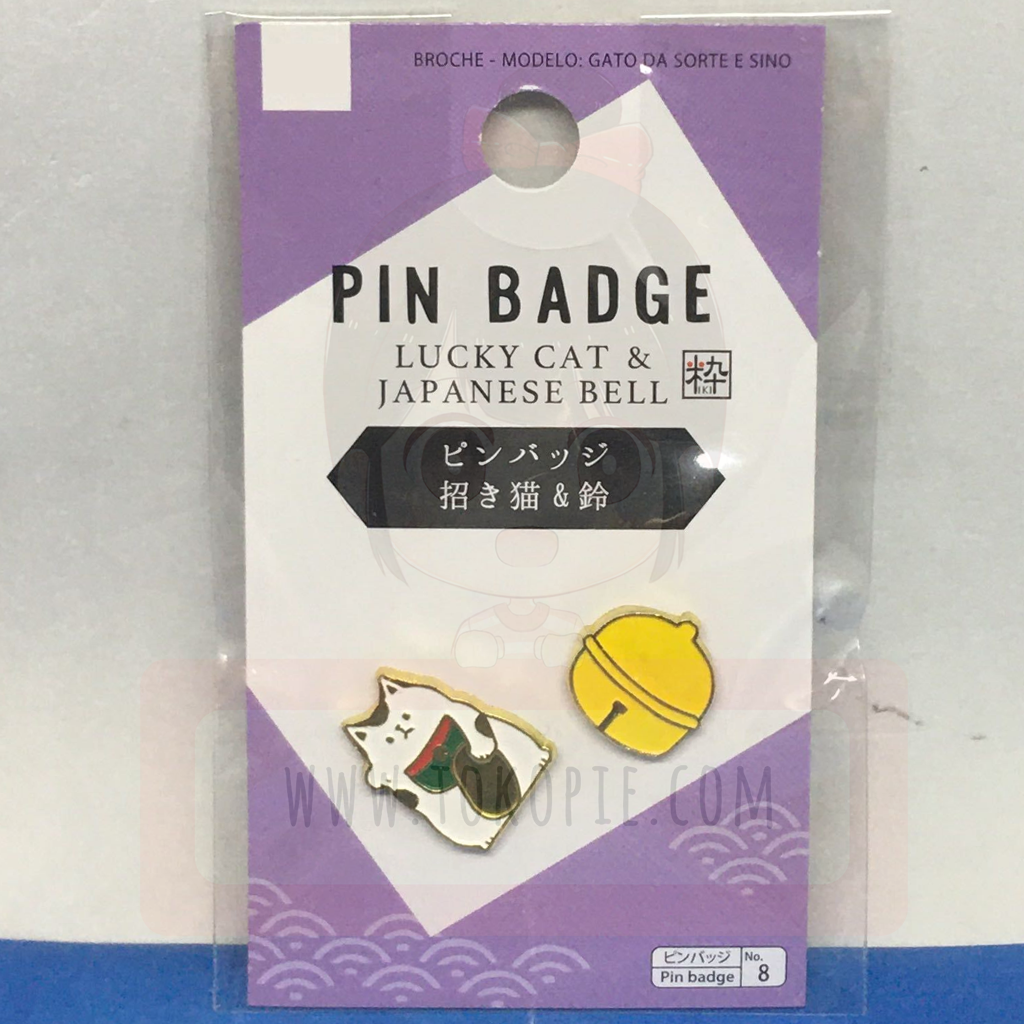 BROCHE - MODELO: GATO DA SORTE E SINO
PIN BADGE
LUCKY CAT &
JAPANESE BELL
粋
IKI
ピンバッジ
招き猫&鈴
WWW.TOKOPIE.COM
ピンバッジ
Pin badge
No.
8